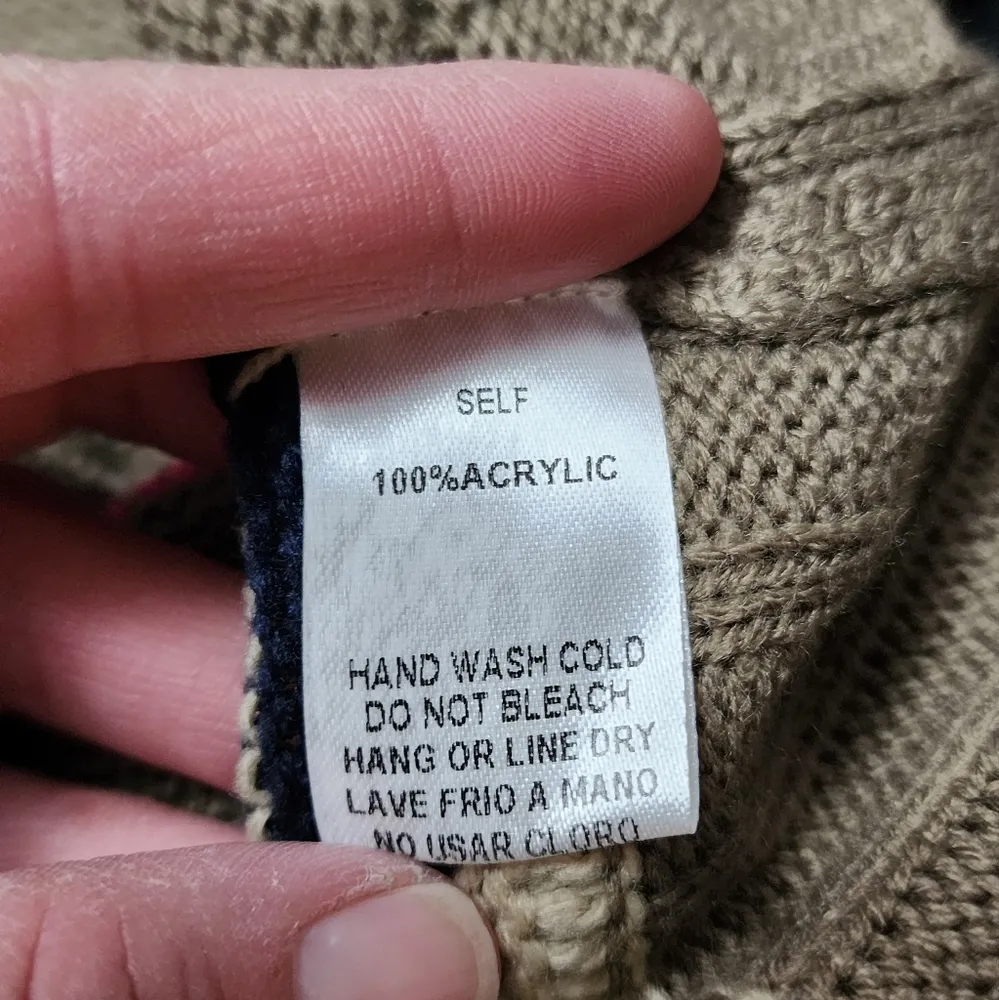 SELF
100%ACRYLIC
HAND WASH COLD
DO NOT BLEACH
HANG OR LINE DRY
LAVE FRIO A MANO
NO USAR CLORO